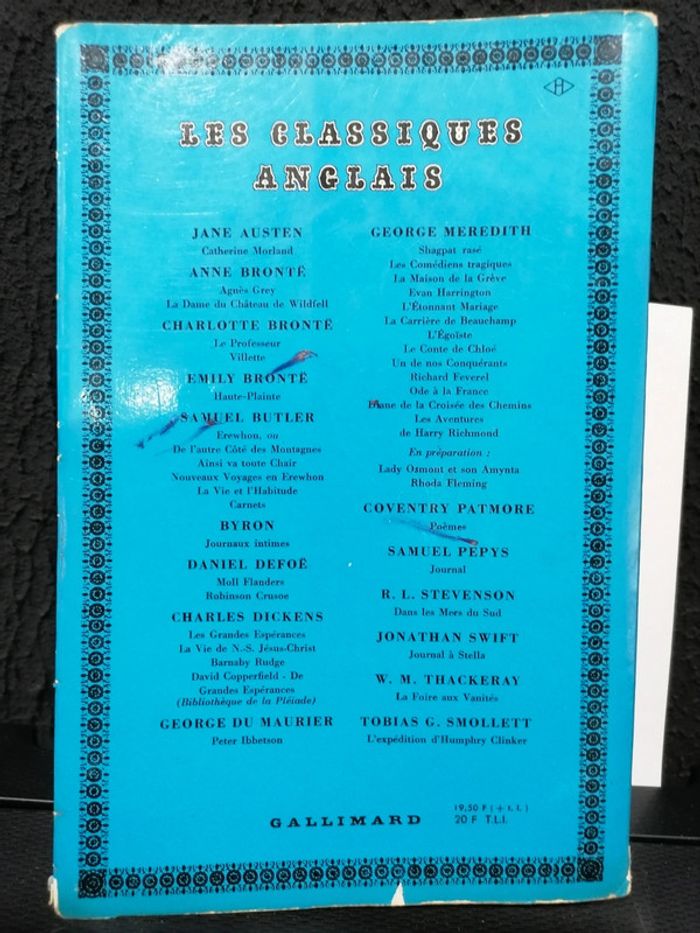 H
LES CLASSIQUES
ANGLAIS
JANE AUSTEN
Catherine Morland
ANNE BRONTË
Agnès Grey
La Dame du Château de Wildfell
CHARLOTTE BRONTË
Le Professeur
Villette
EMILY BRONTË
Haute-Plainte
SAMUEL BUTLER
Erewhon, ou
De l'autre Côté des Montagnes
Ainsi va toute Chair
Nouveaux Voyages en Erewhon
La Vie et l'Habitude
Carnets
BYRON
Journaux intimes
DANIEL DEFOË
Moll Flanders
Robinson Crusoe
CHARLES DICKENS
Les Grandes Espérances
La Vie de N.-S. Jésus-Christ
Barnaby Rudge
David Copperfield - De
Grandes Espérances
(Bibliothèque de la Pléiade)
GEORGE DU MAURIER
Peter Ibbetson
GEORGE MEREDITH
Shagpat rasé
Les Comédiens tragiques
La Maison de la Grève
Evan Harrington
L'Étonnant Mariage
La Carrière de Beauchamp
L'Égoïste
Le Conte de Chloé
Un de nos Conquérants
Richard Feverel
Ode à la France
Diane de la Croisée des Chemins
Les Aventures
de Harry Richmond
En préparation :
Lady Osmont et son Amynta
Rhoda Fleming
COVENTRY PATMORE
Poèmes
SAMUEL PEPYS
Journal
R. L. STEVENSON
Dans les Mers du Sud
JONATHAN SWIFT
Journal à Stella
W. M. THACKERAY
La Foire aux Vanités
TOBIAS G. SMOLLETT
L'expédition d'Humphry Clinker
GALLIMARD
19,50 F (+ t. l.)
20 F T.L.I.